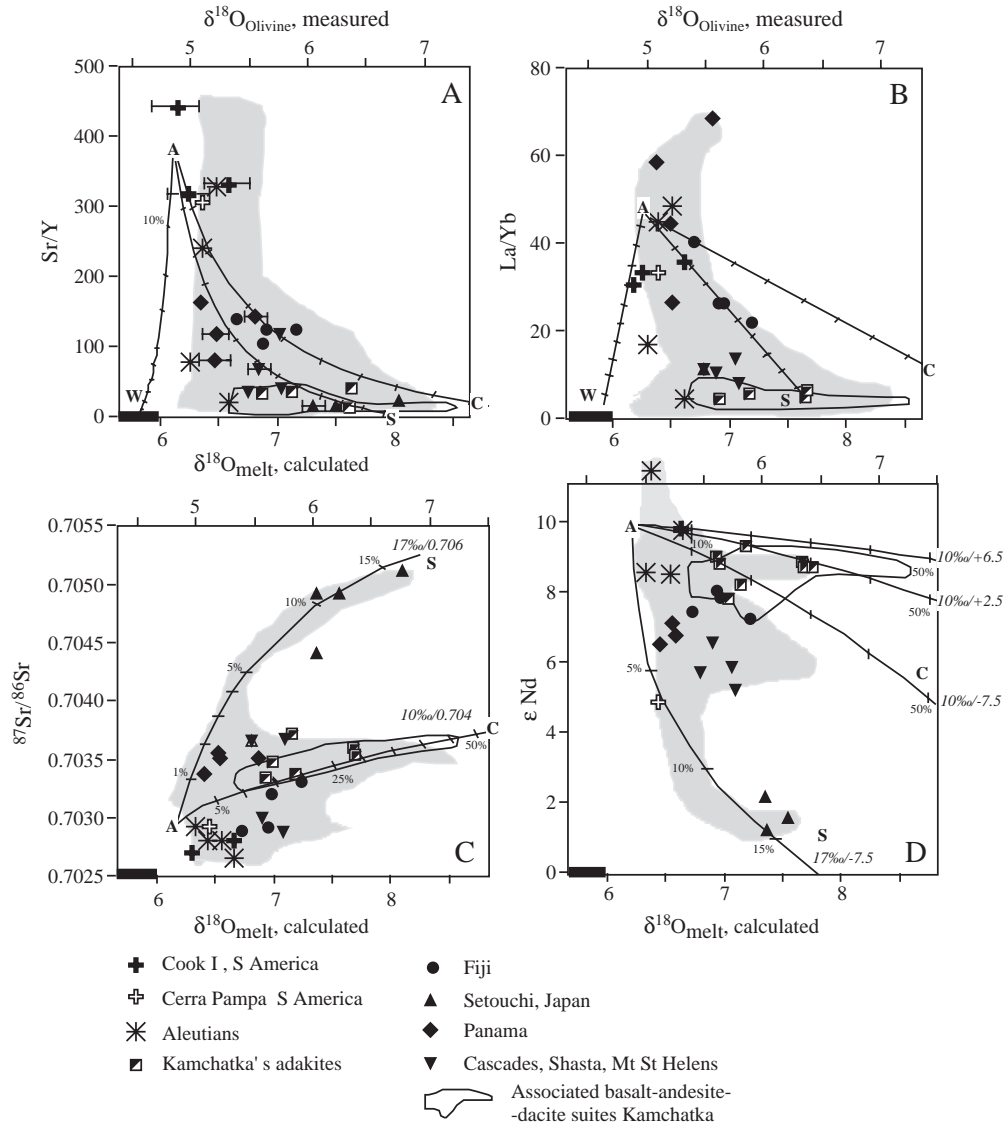 δ18OOlivine, measured
5 6 7
5 6 7
500
400
300
200
100
0
Sr/Y
A
A
10%
W
S
C
6 7 8
δ18Omelt, calculated
80
60
40
20
0
La/Yb
B
A
W
S
C
6 7 8
5 6 7
0.7055
0.7050
0.7045
0.7040
0.7035
0.7030
0.7025
87Sr/86Sr
17‰/0.706
15%
S
10%
5%
10‰/0.704
C
50%
1%
25%
5%
A
C
6 7 8
δ18Omelt, calculated
6 7
10
8
6
4
2
0
ε Nd
A
10%
10‰/+6.5
50%
10‰/+2.5
50%
C
10‰/-7.5
50%
5%
10%
15%
S
17‰/-7.5
D
6 7 8
δ18Omelt, calculated
Cook I , S America
Cerra Pampa S America
Aleutians
Kamchatka' s adakites
Fiji
Setouchi, Japan
Panama
Cascades, Shasta, Mt St Helens
Associated basalt-andesite-
-dacite suites Kamchatka